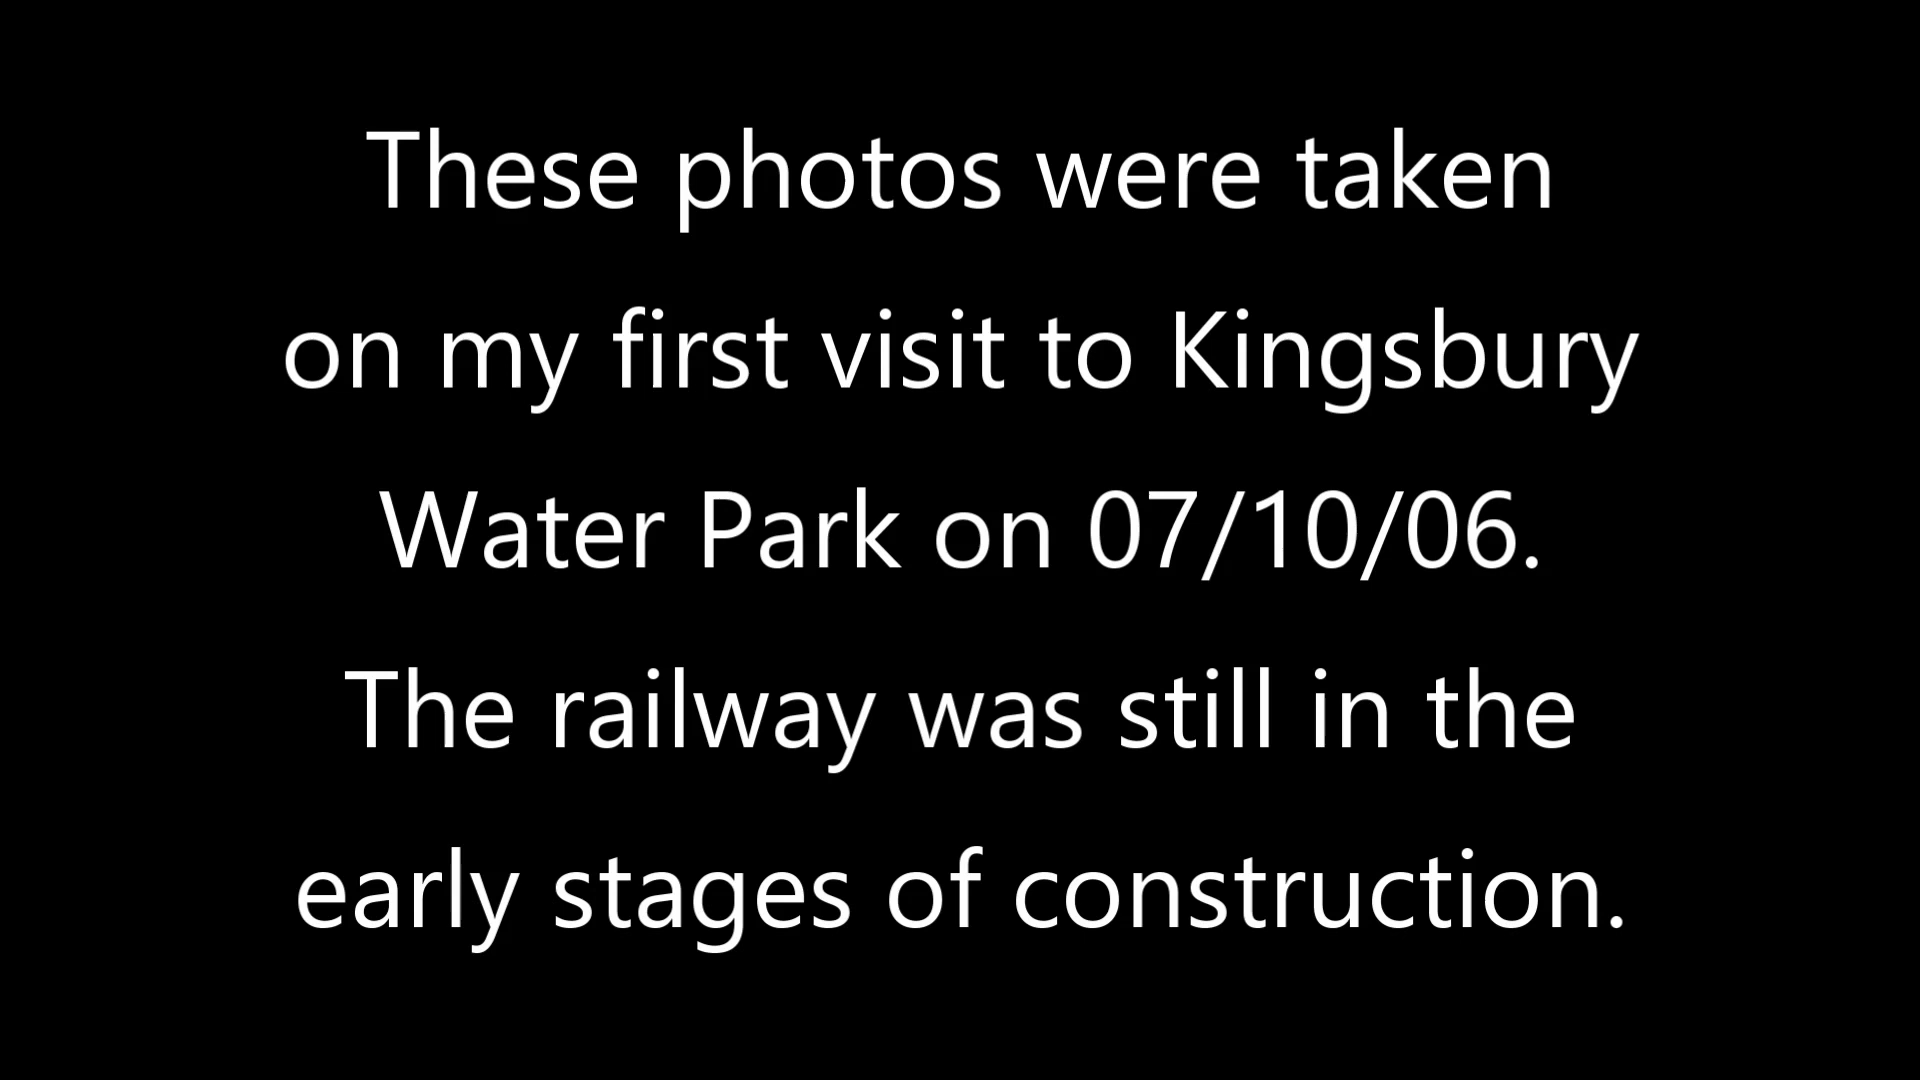 These photos were taken
on my first visit to Kingsbury
Water Park on 07/10/06.
The railway was still in the
early stages of construction.